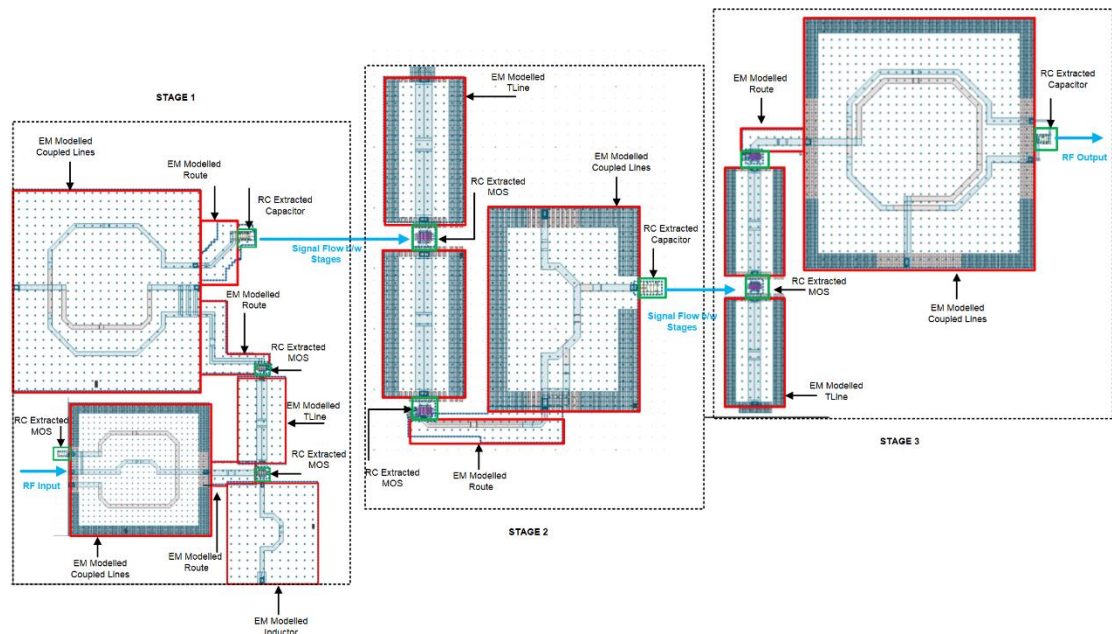 STAGE 1
EM Modelled
Coupled Lines
EM Modelled
Route
RC Extracted
Capacitor
EM Modelled
Route
RC Extracted
MOS
EM Modelled
TLine
RC Extracted
MOS
RC Extracted
MOS
RF Input
EM Modelled
Coupled Lines
EM Modelled
Route
EM Modelled
Inductor
Signal Flow b/w
Stages
EM Modelled
TLine
RC Extracted
MOS
EM Modelled
Coupled Lines
RC Extracted
Capacitor
RC Extracted
MOS
EM Modelled
Route
STAGE 2
Signal Flow b/w
Stages
EM Modelled
Route
RC Extracted
Capacitor
RF Output
RC Extracted
MOS
EM Modelled
Coupled Lines
EM Modelled
TLine
STAGE 3